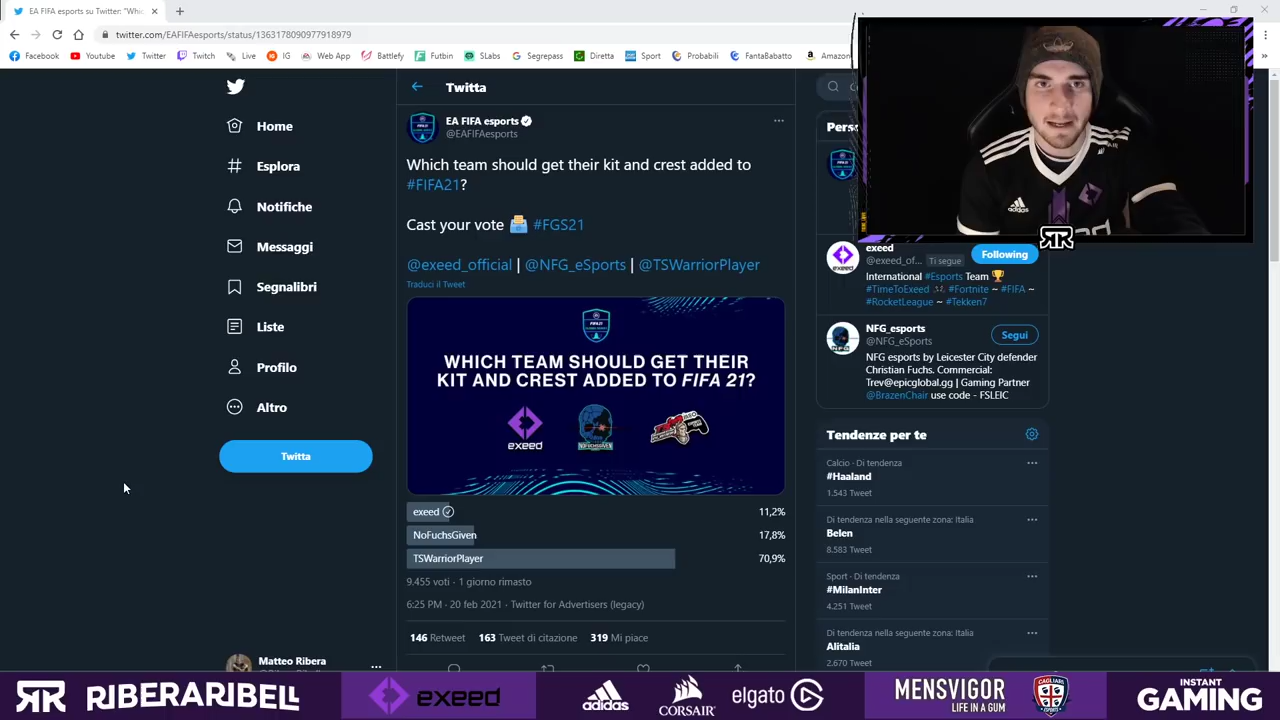 EA FIFA esports su Twitter: "Whic
twitter.com/EAFIFAesports/status/1363178090977918979
Facebook
Youtube
Twitter
Twitch
Live
IG
Web App
Battlefy
Futbin
SLabs
Segrepass
Diretta
Sport
Probabili
FantaBabatto
Amazon
Home
Esplora
Notifiche
Messaggi
Segnalibri
Liste
Profilo
Altro
Twitta
Matteo Ribera
Twitta
EA FIFA esports
@EAFIFAesports
Which team should get their kit and crest added to
#FIFA21?
Cast your vote #FGS21
@exeed_official | @NFG_eSports | @TSWarriorPlayer
Traduci il Tweet
WHICH TEAM SHOULD GET THEIR
KIT AND CREST ADDED TO FIFA 21?
exeed
NOFUCHSGIVEN
exeed 11,2%
NoFuchsGiven 17,8%
TSWarriorPlayer 70,9%
9.455 voti · 1 giorno rimasto
6:25 PM · 20 feb 2021 · Twitter for Advertisers (legacy)
146 Retweet 163 Tweet di citazione 319 Mi piace
Pers
exeed
@exeed_of... Ti segue
Following
International #Esports Team
#TimeToExeed #Fortnite ~ #FIFA ~
#RocketLeague ~ #Tekken7
NFG_esports
@NFG_eSports
Segui
NFG esports by Leicester City defender
Christian Fuchs. Commercial:
Trev@epicglobal.gg | Gaming Partner
@BrazenChair use code - FSLEIC
Tendenze per te
Calcio · Di tendenza
#Haaland
1.543 Tweet
Di tendenza nella seguente zona: Italia
Belen
8.583 Tweet
Sport · Di tendenza
#MilanInter
4.251 Tweet
Di tendenza nella seguente zona: Italia
Alitalia
2.670 Tweet
adidas
RR RIBERARIBELL
exeed
adidas
CORSAIR
elgato
MENSVIGOR
LIFE IN A GUM
CAGLIARI
ESPORTS
INSTANT
GAMING